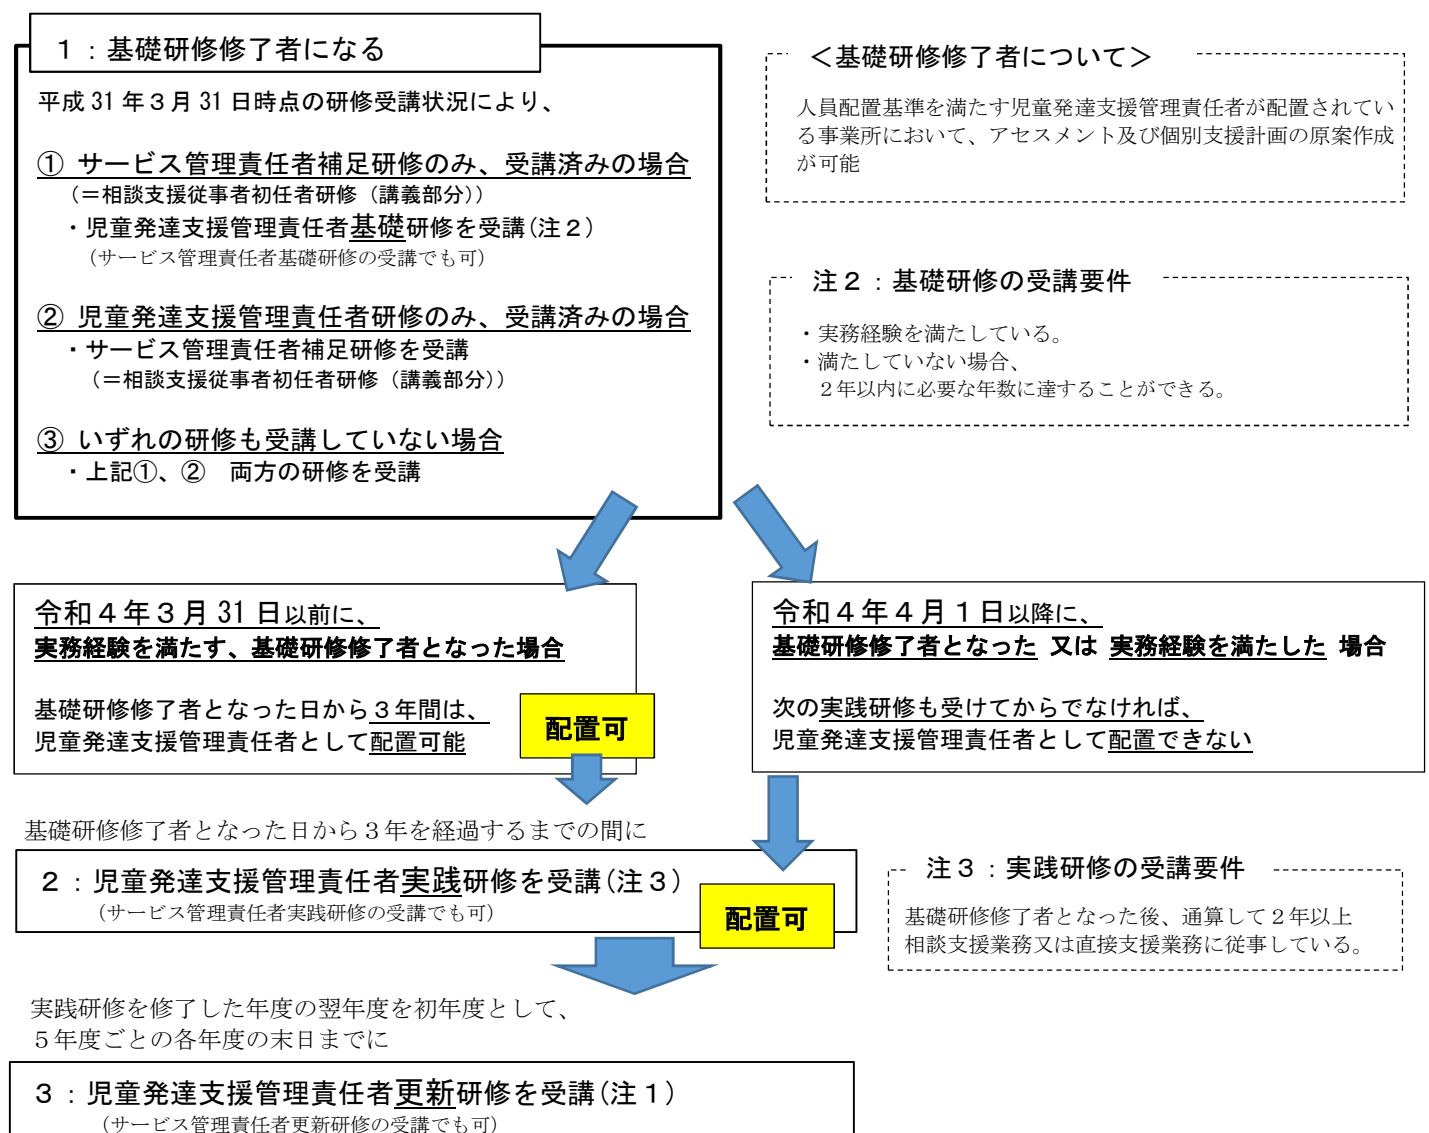 １：基礎研修修了者になる
平成31年３月31日時点の研修受講状況により、
① サービス管理責任者補足研修のみ、受講済みの場合
（＝相談支援従事者初任者研修（講義部分））
・児童発達支援管理責任者基礎研修を受講(注２)
（サービス管理責任者基礎研修の受講でも可）
② 児童発達支援管理責任者研修のみ、受講済みの場合
・サービス管理責任者補足研修を受講
（＝相談支援従事者初任者研修（講義部分））
③ いずれの研修も受講していない場合
・上記①、②　両方の研修を受講
＜基礎研修修了者について＞
人員配置基準を満たす児童発達支援管理責任者が配置されてい
る事業所において、アセスメント及び個別支援計画の原案作成
が可能
注２：基礎研修の受講要件
・実務経験を満たしている。
・満たしていない場合、
２年以内に必要な年数に達することができる。
令和４年３月31日以前に、
実務経験を満たす、基礎研修修了者となった場合
基礎研修修了者となった日から３年間は、
児童発達支援管理責任者として配置可能
配置可
令和４年４月１日以降に、
基礎研修修了者となった 又は 実務経験を満たした 場合
次の実践研修も受けてからでなければ、
児童発達支援管理責任者として配置できない
基礎研修修了者となった日から３年を経過するまでの間に
２：児童発達支援管理責任者実践研修を受講(注３)
（サービス管理責任者実践研修の受講でも可）
配置可
注３：実践研修の受講要件
基礎研修修了者となった後、通算して２年以上
相談支援業務又は直接支援業務に従事している。
実践研修を修了した年度の翌年度を初年度として、
５年度ごとの各年度の末日までに
３：児童発達支援管理責任者更新研修を受講(注１)
（サービス管理責任者更新研修の受講でも可）